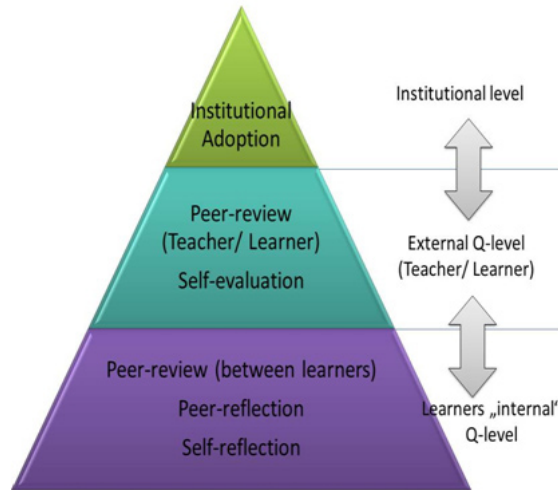 Institutional
Adoption
Institutional level
Peer-review
(Teacher/ Learner)
Self-evaluation
External Q-level
(Teacher/ Learner)
Peer-review (between learners)
Peer-reflection
Self-reflection
Learners „internal“
Q-level